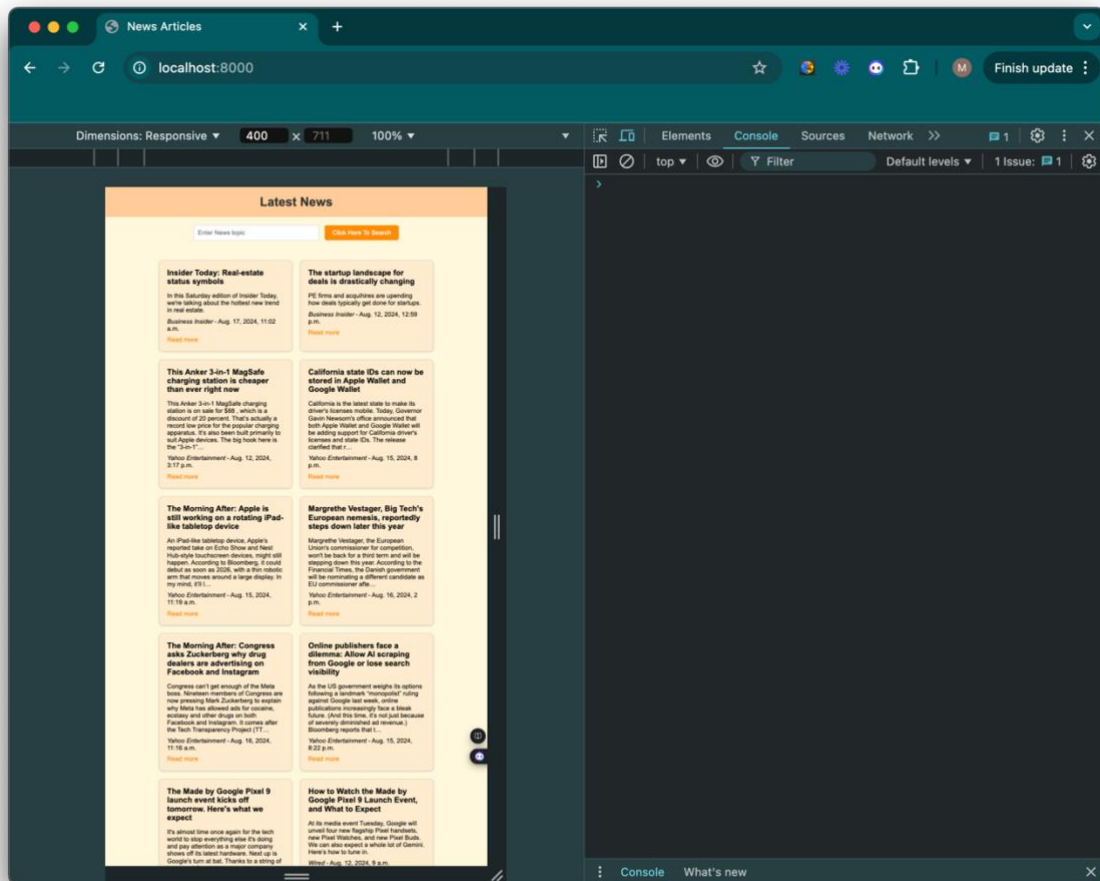 News Articles
localhost:8000
M
Finish update
Dimensions: Responsive
400 × 711
100%
Elements
Console
Sources
Network
1
top
Filter
Default levels
1 Issue:
1
Latest News
Enter News topic
Click Here To Search
Insider Today: Real-estate
status symbols
In this Saturday edition of Insider Today,
we're talking about the hottest new trend
in real estate.
Business Insider - Aug. 17, 2024, 11:02
a.m.
Read more
The startup landscape for
deals is drastically changing
PE firms and acquihires are upending
how deals typically get done for startups.
Business Insider - Aug. 12, 2024, 12:59
p.m.
Read more
This Anker 3-in-1 MagSafe
charging station is cheaper
than ever right now
This Anker 3-in-1 MagSafe charging
station is on sale for $88 , which is a
discount of 20 percent. That's actually a
record low price for the popular charging
apparatus. It's also been built primarily to
suit Apple devices. The big hook here is
the "3-in-1"...
Yahoo Entertainment - Aug. 12, 2024,
3:17 p.m.
Read more
California state IDs can now be
stored in Apple Wallet and
Google Wallet
California is the latest state to make its
driver's licenses mobile. Today, Governor
Gavin Newsom's office announced that
both Apple Wallet and Google Wallet will
be adding support for California driver's
licenses and state IDs. The release
clarified that r...
Yahoo Entertainment - Aug. 15, 2024, 8
p.m.
Read more
The Morning After: Apple is
still working on a rotating iPad-
like tabletop device
An iPad-like tabletop device, Apple's
reported take on Echo Show and Nest
Hub-style touchscreen devices, might still
happen. According to Bloomberg, it could
debut as soon as 2026, with a thin robotic
arm that moves around a large display. In
my mind, it'll l...
Yahoo Entertainment - Aug. 15, 2024,
11:19 a.m.
Read more
Margrethe Vestager, Big Tech's
European nemesis, reportedly
steps down later this year
Margrethe Vestager, the European
Union's commissioner for competition,
won't be back for a third term and will be
stepping down this year. According to the
Financial Times, the Danish government
will be nominating a different candidate as
EU commissioner afte...
Yahoo Entertainment - Aug. 16, 2024, 2
p.m.
Read more
The Morning After: Congress
asks Zuckerberg why drug
dealers are advertising on
Facebook and Instagram
Congress can't get enough of the Meta
boss. Nineteen members of Congress are
now pressing Mark Zuckerberg to explain
why Meta has allowed ads for cocaine,
ecstasy and other drugs on both
Facebook and Instagram. It comes after
the Tech Transparency Project (TT...
Yahoo Entertainment - Aug. 16, 2024,
11:16 a.m.
Read more
Online publishers face a
dilemma: Allow AI scraping
from Google or lose search
visibility
As the US government weighs its options
following a landmark "monopolist" ruling
against Google last week, online
publications increasingly face a bleak
future. (And this time, it's not just because
of severely diminished ad revenue.)
Bloomberg reports that t...
Yahoo Entertainment - Aug. 15, 2024,
8:22 p.m.
Read more
The Made by Google Pixel 9
launch event kicks off
tomorrow. Here's what we
expect
It's almost time once again for the tech
world to stop everything else it's doing
and pay attention as a major company
shows off its latest hardware. Next up is
Google's turn at bat. Thanks to a string of
How to Watch the Made by
Google Pixel 9 Launch Event,
and What to Expect
At its media event Tuesday, Google will
unveil four new flagship Pixel handsets,
new Pixel Watches, and new Pixel Buds.
We can also expect a whole lot of Gemini.
Here's how to tune in.
Wired - Aug. 12, 2024, 9 a.m.
Console
What's new